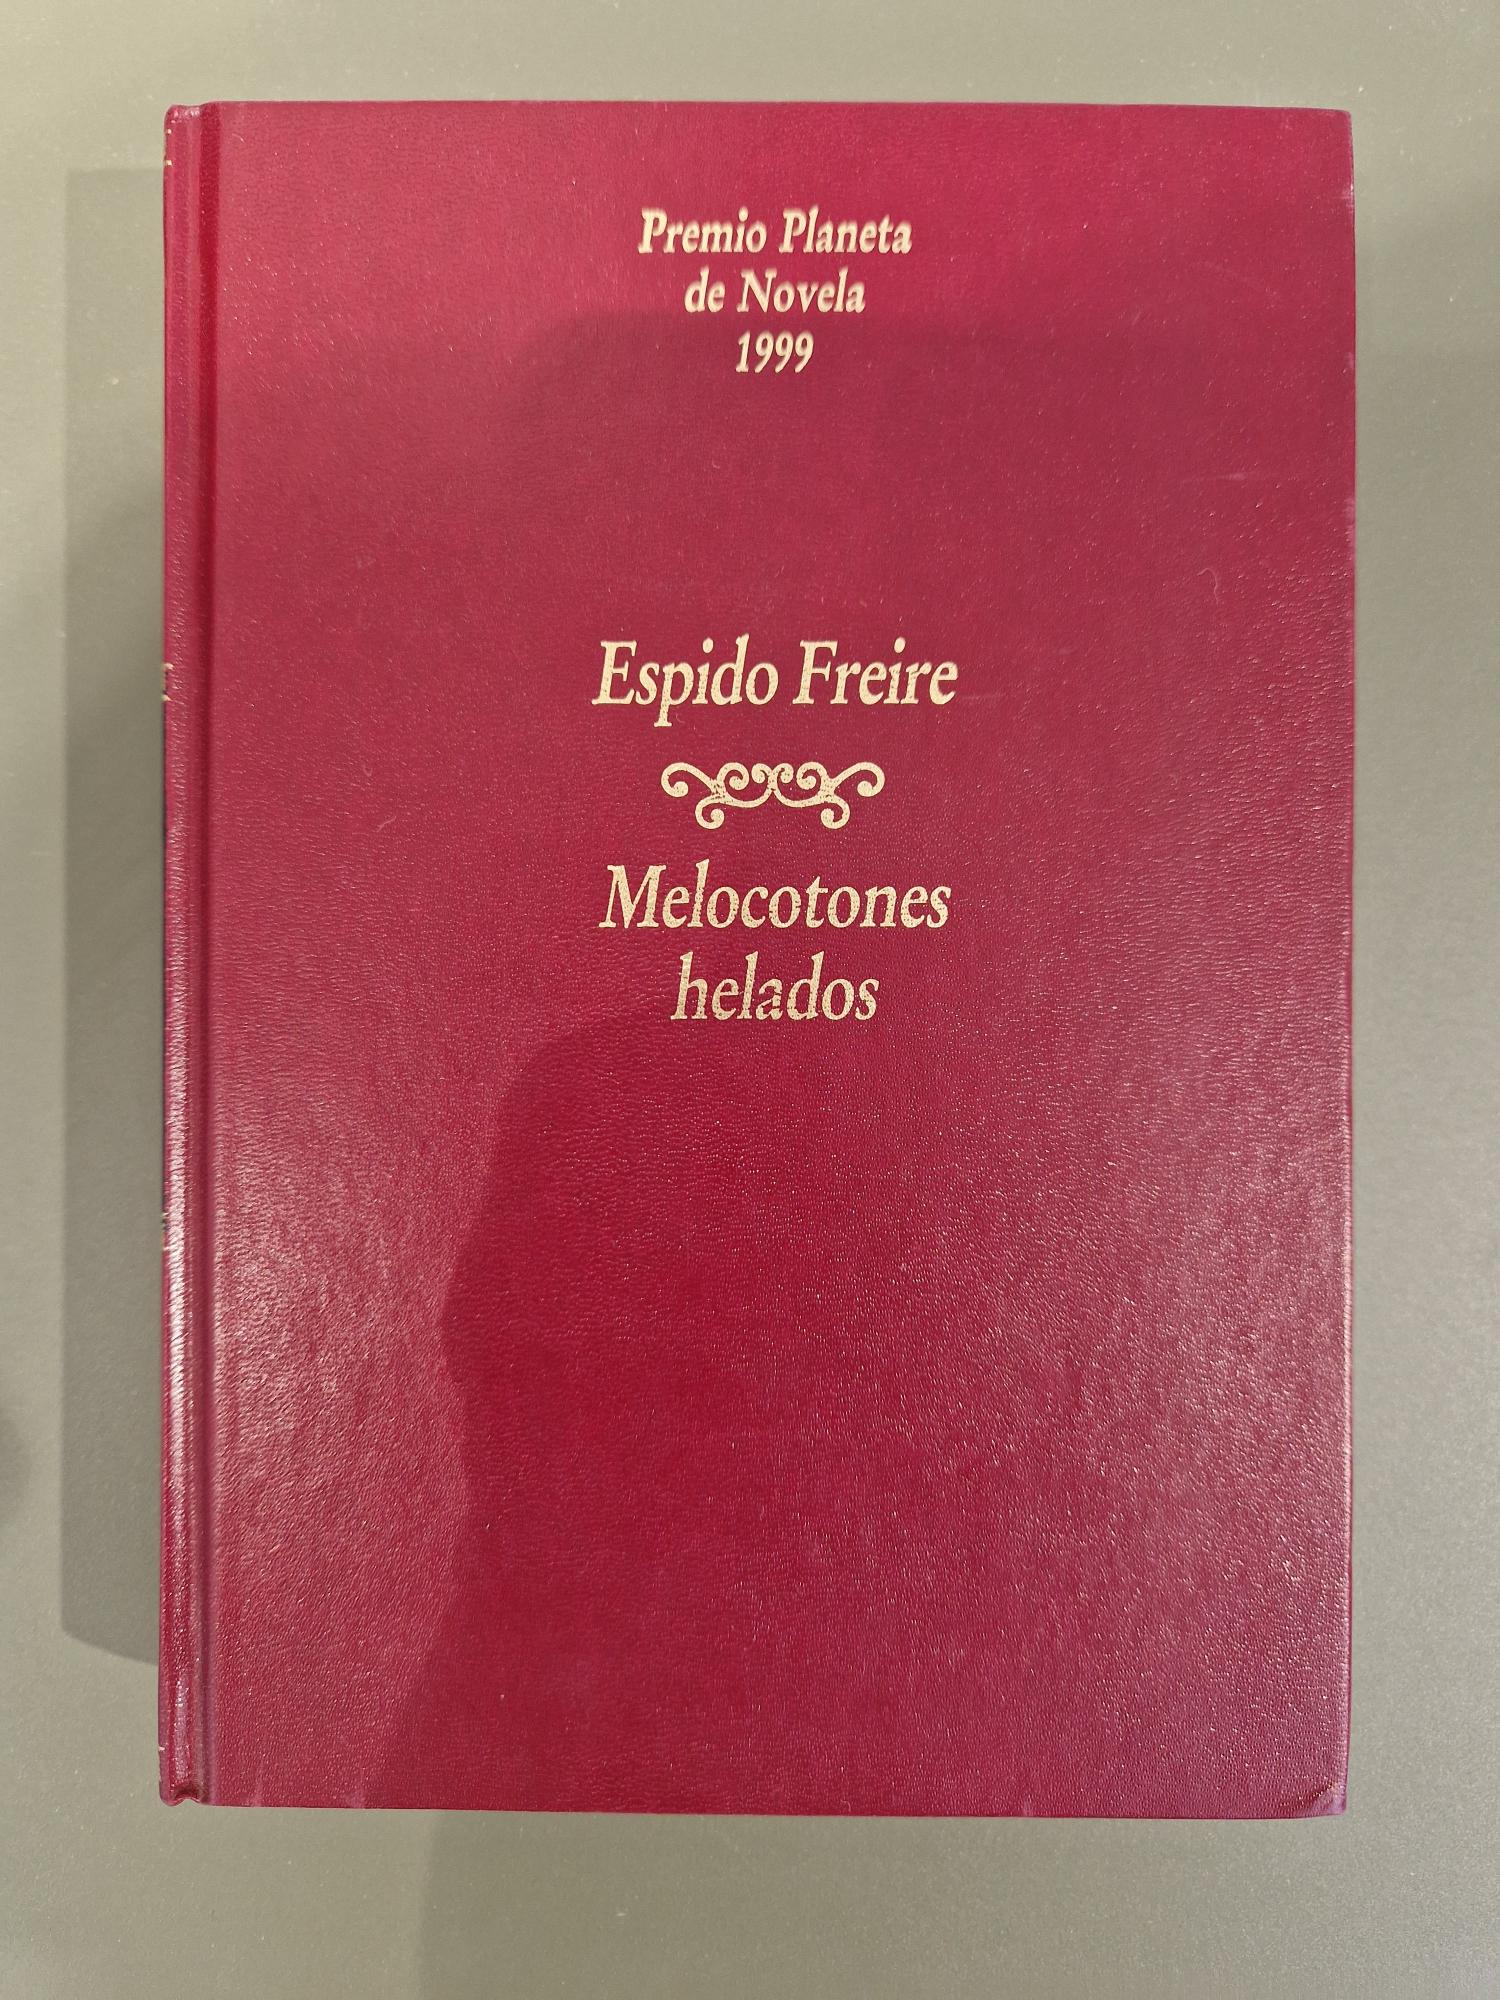 Premio Planeta
de Novela
1999
Espido Freire
Melocotones
helados